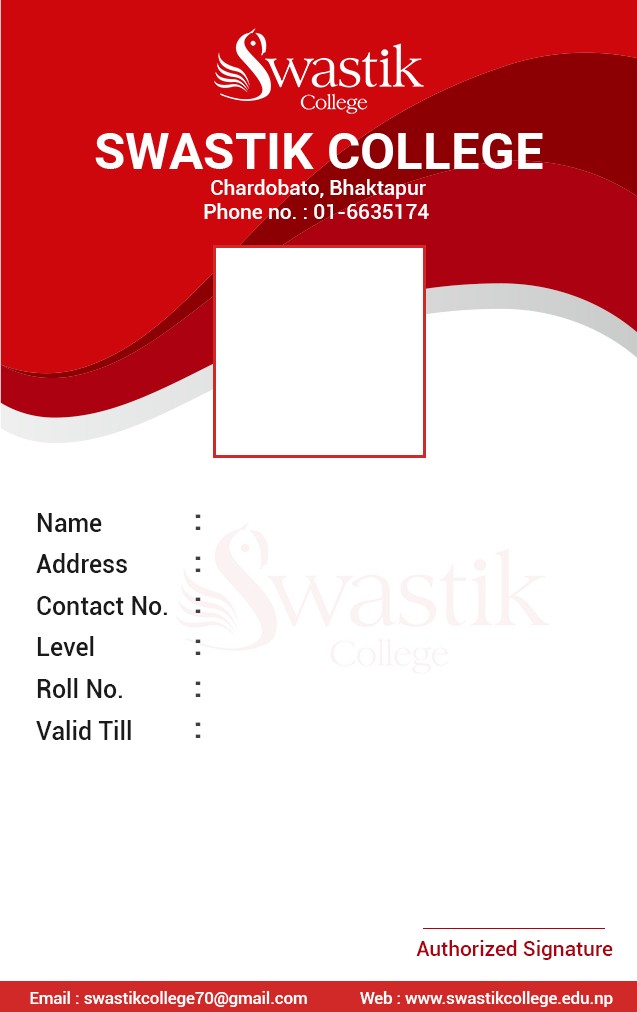 Swastik
College
SWASTIK COLLEGE
Chardobato, Bhaktapur
Phone no. : 01-6635174
Name :
Address :
Contact No. :
Level :
Roll No. :
Valid Till :
Swastik
College
Authorized Signature
Email : swastikcollege70@gmail.com Web : www.swastikcollege.edu.np